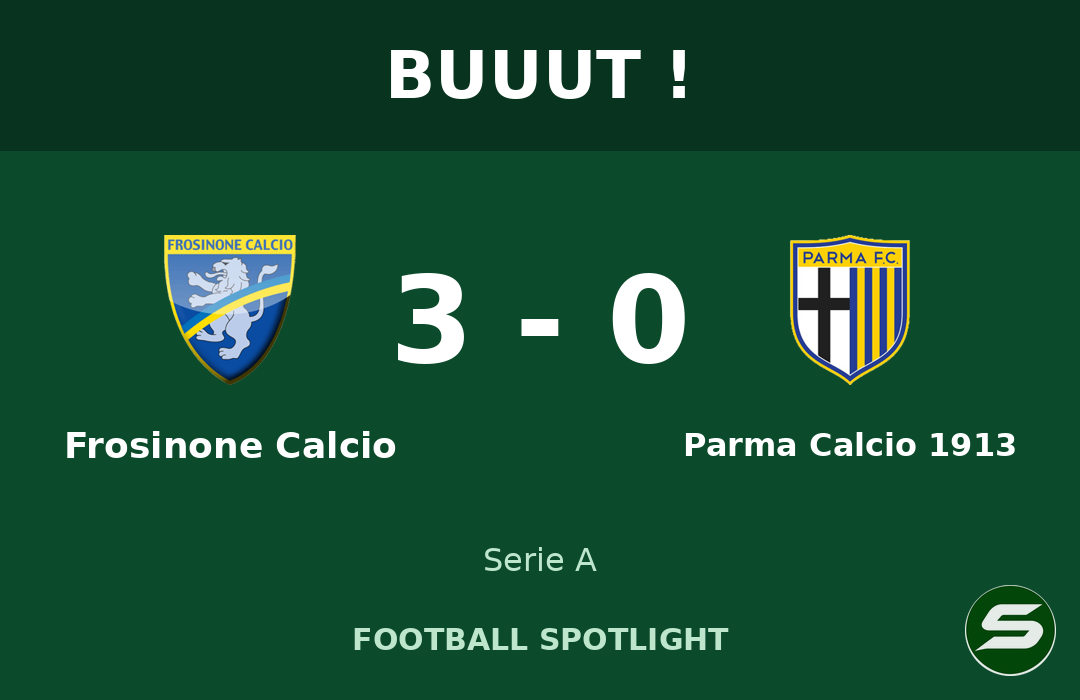 BUUUT !
FROSINONE CALCIO
PARMA F.C.
3 - 0
Frosinone Calcio
Parma Calcio 1913
Serie A
FOOTBALL SPOTLIGHT
S